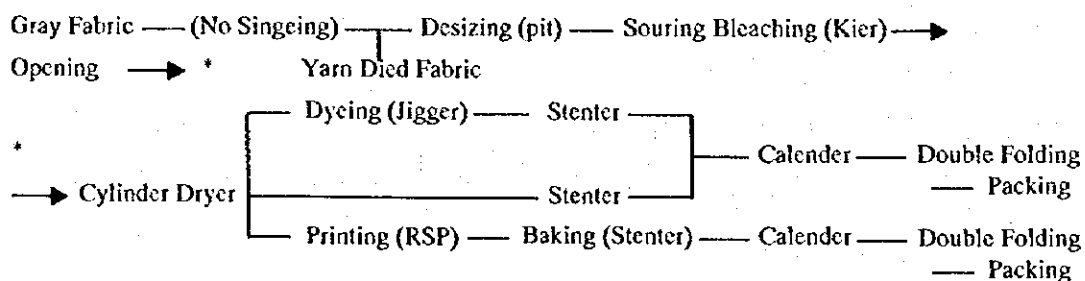 Gray Fabric (No Singeing) Desizing (pit) Souring Bleaching (Kier)
Opening * Yarn Died Fabric
Dyeing (Jigger) Stenter
* Calender Double Folding
Packing
Cylinder Dryer Stenter
Printing (RSP) Baking (Stenter) Calender Double Folding
Packing